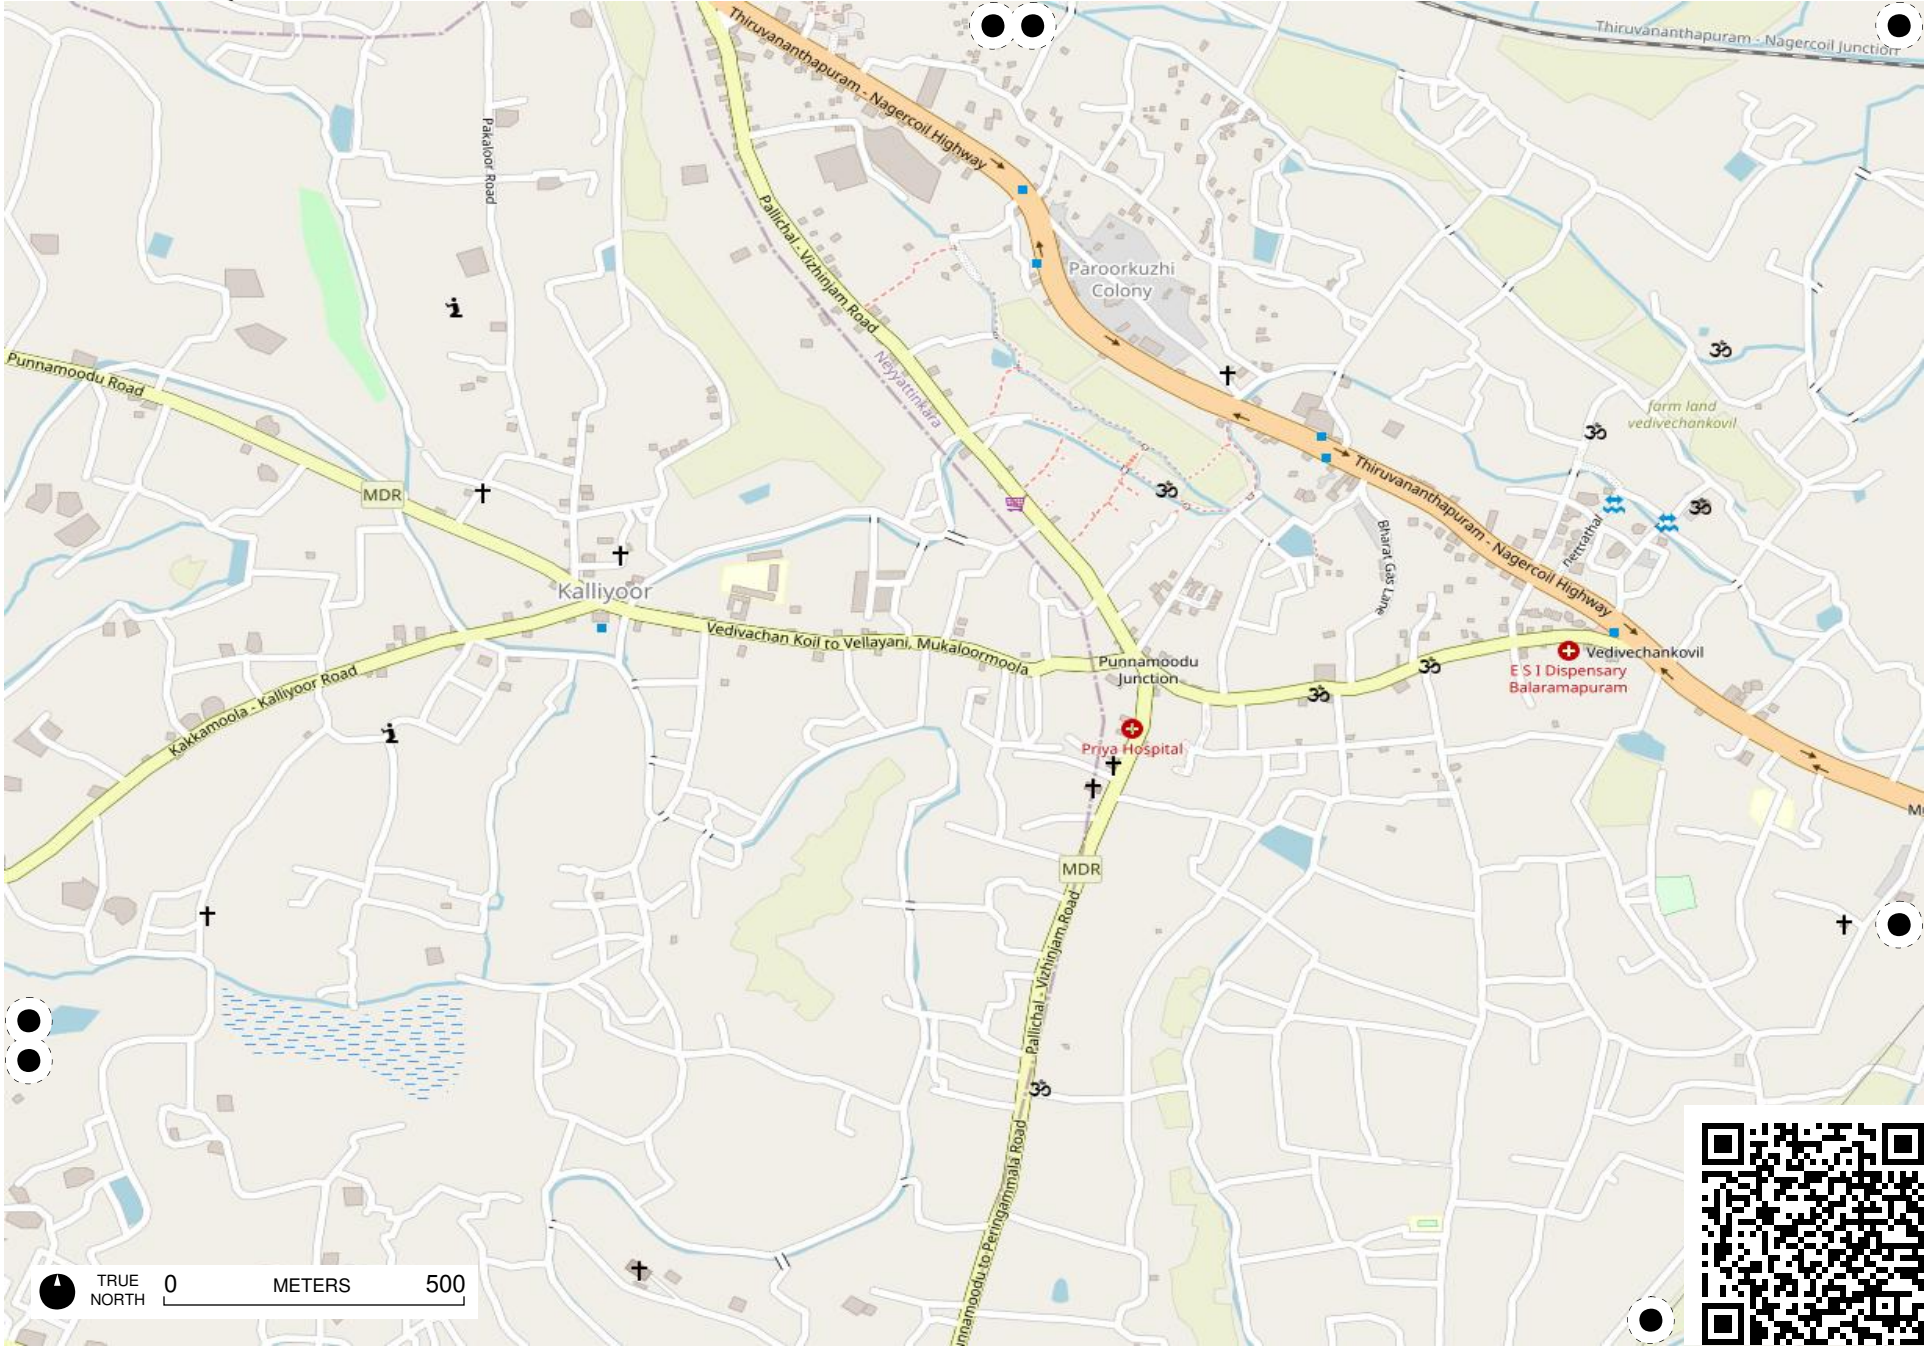 Thiruvananthapuram - Nagercoil Junction
Thiruvananthapuram - Nagercoil Highway
Pakaloor Road
Pallichal - Vizhinjam Road
Paroorkuzhi
Colony
Neyyattinkara
Punnamoodu Road
farm land
vedivechankovil
MDR
Thiruvananthapuram - Nagercoil Highway
Bharat Gas Lane
Kalliyoor
Vedivachan Koil to Vellayani, Mukaloormoola
Punnamoodu
Junction
Vedivechankovil
E S I Dispensary
Balaramapuram
Kakkamoola - Kalliyoor Road
Priya Hospital
MDR
Pallichal - Vizhinjam Road
to Peringammala Road
TRUE
NORTH
0 METERS 500